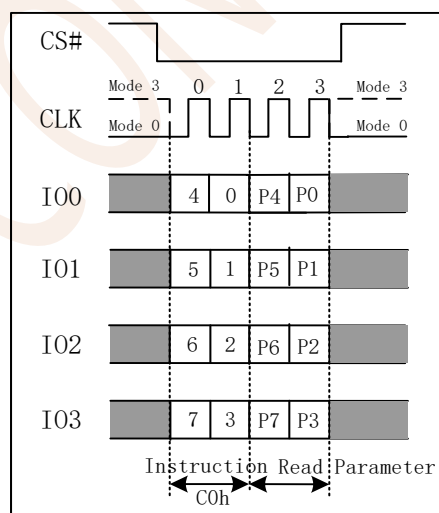 CS#
Mode 3 0 1 2 3 Mode 3
CLK
Mode 0 Mode 0
IO0 4 0 P4 P0
IO1 5 1 P5 P1
IO2 6 2 P6 P2
IO3 7 3 P7 P3
Instruction Read Parameter
C0h